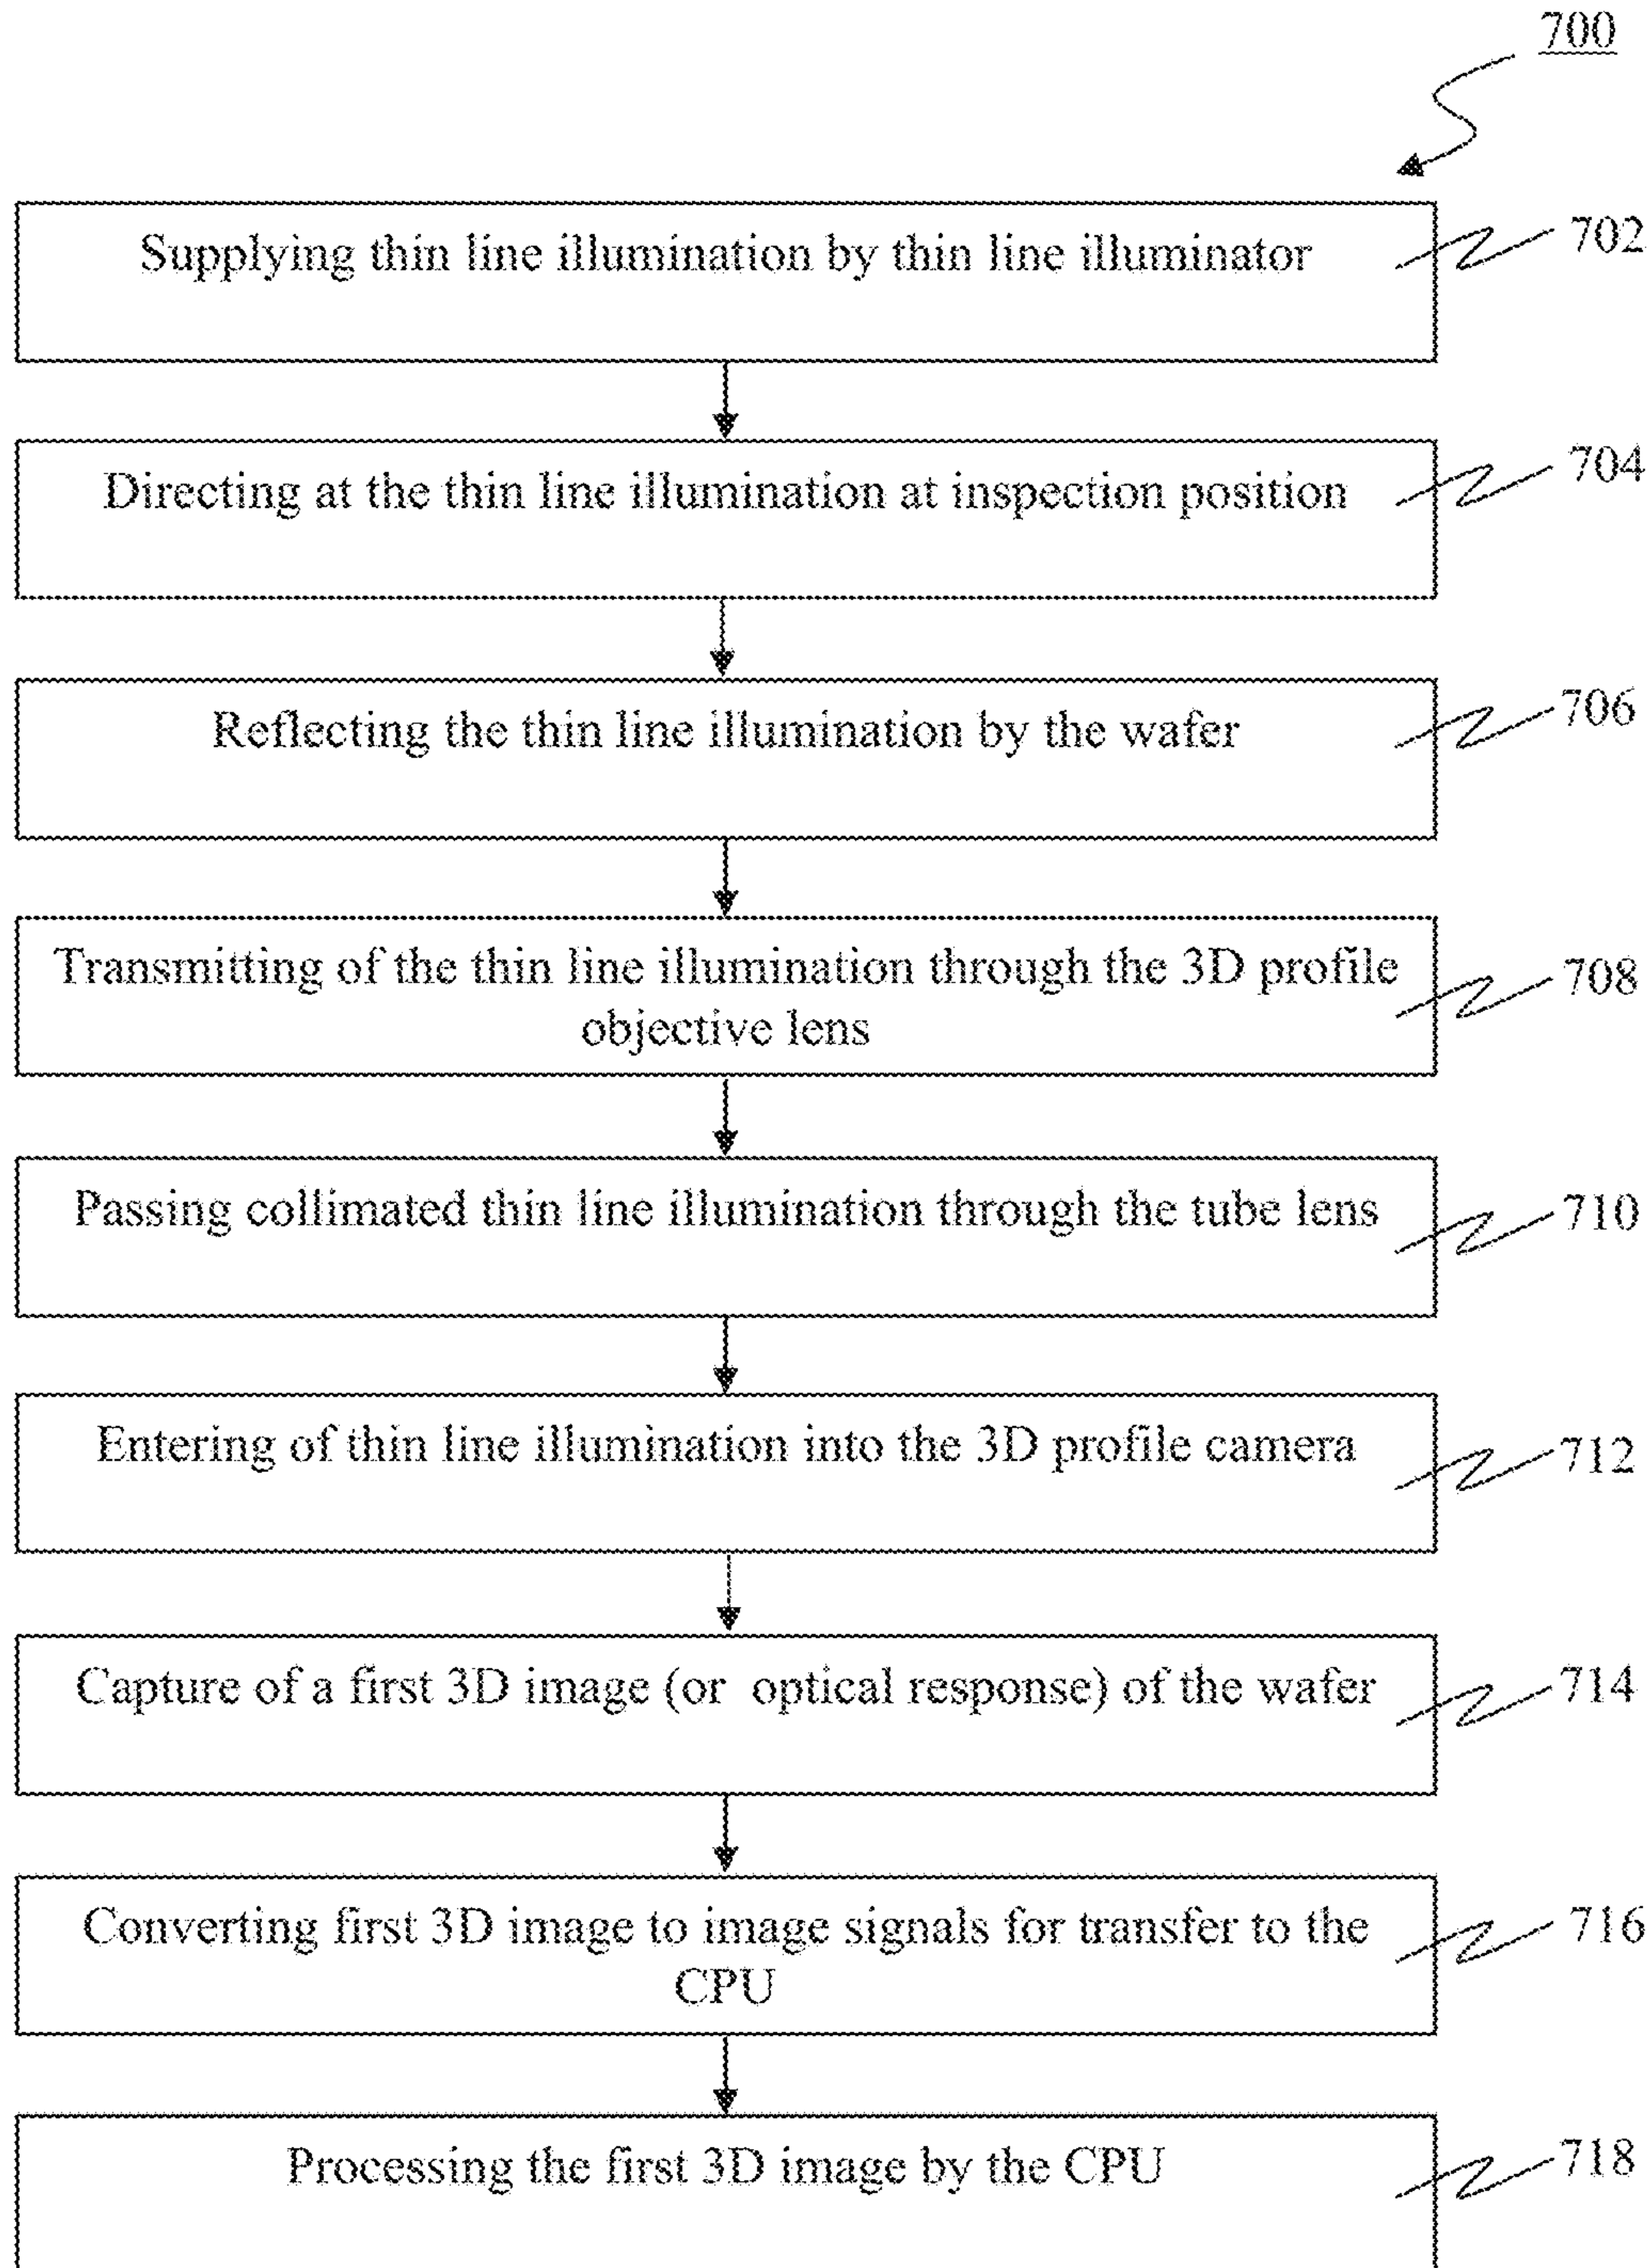 700
Supplying thin line illumination by thin line illuminator
702
Directing at the thin line illumination at inspection position
704
Reflecting the thin line illumination by the wafer
706
Transmitting of the thin line illumination through the 3D profile
objective lens
708
Passing collimated thin line illumination through the tube lens
710
Entering of thin line illumination into the 3D profile camera
712
Capture of a first 3D image (or optical response) of the wafer
714
Converting first 3D image to image signals for transfer to the
CPU
716
Processing the first 3D image by the CPU
718